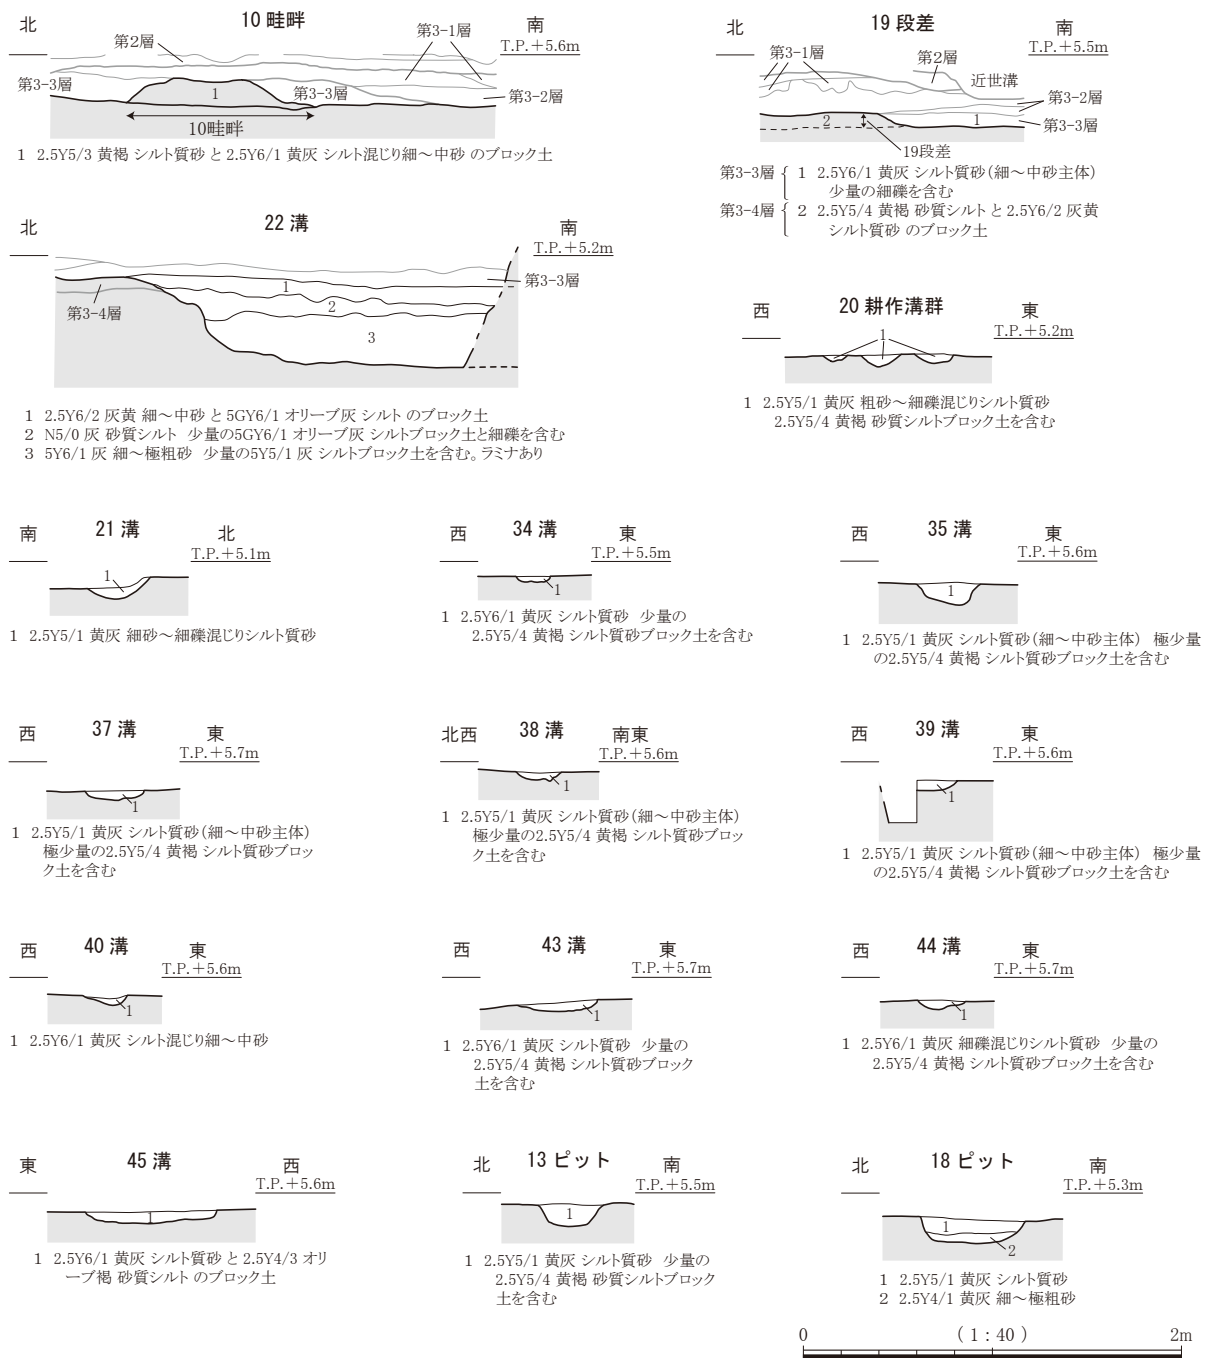 10 畦畔
北
南
T.P.＋5.6m
第2層
第3-1層
第3-3層
1
第3-3層
第3-2層
10畦畔
1 2.5Y5/3 黄褐 シルト質砂 と 2.5Y6/1 黄灰 シルト混じり細～中砂 のブロック土
19 段差
北
南
T.P.＋5.5m
第3-1層
第2層
近世溝
第3-2層
2
1
第3-3層
19段差
第3-3層 1 2.5Y6/1 黄灰 シルト質砂（細～中砂主体）
少量の細礫を含む
第3-4層 2 2.5Y5/4 黄褐 砂質シルト と 2.5Y6/2 灰黄
シルト質砂 のブロック土
22 溝
北
南
T.P.＋5.2m
第3-3層
1
第3-4層
2
3
1 2.5Y6/2 灰黄 細～中砂 と 5GY6/1 オリーブ灰 シルト のブロック土
2 N5/0 灰 砂質シルト 少量の5GY6/1 オリーブ灰 シルトブロック土と細礫を含む
3 5Y6/1 灰 細～極粗砂 少量の5Y5/1 灰 シルトブロック土を含む。ラミナあり
20 耕作溝群
西
東
T.P.＋5.2m
1
1 2.5Y5/1 黄灰 粗砂～細礫混じりシルト質砂
2.5Y5/4 黄褐 砂質シルトブロック土を含む
21 溝
南
北
T.P.＋5.1m
1
1 2.5Y5/1 黄灰 細砂～細礫混じりシルト質砂
34 溝
西
東
T.P.＋5.5m
1
1 2.5Y6/1 黄灰 シルト質砂 少量の
2.5Y5/4 黄褐 シルト質砂ブロック土を含む
35 溝
西
東
T.P.＋5.6m
1
1 2.5Y5/1 黄灰 シルト質砂（細～中砂主体） 極少量
の2.5Y5/4 黄褐 シルト質砂ブロック土を含む
37 溝
西
東
T.P.＋5.7m
1
1 2.5Y5/1 黄灰 シルト質砂（細～中砂主体）
極少量の2.5Y5/4 黄褐 シルト質砂ブロッ
ク土を含む
38 溝
北西
南東
T.P.＋5.6m
1
1 2.5Y5/1 黄灰 シルト質砂（細～中砂主体）
極少量の2.5Y5/4 黄褐 シルト質砂ブロッ
ク土を含む
39 溝
西
東
T.P.＋5.6m
1
1 2.5Y5/1 黄灰 シルト質砂（細～中砂主体） 極少量
の2.5Y5/4 黄褐 シルト質砂ブロック土を含む
40 溝
西
東
T.P.＋5.6m
1
1 2.5Y6/1 黄灰 シルト混じり細～中砂
43 溝
西
東
T.P.＋5.7m
1
1 2.5Y6/1 黄灰 シルト質砂 少量の
2.5Y5/4 黄褐 シルト質砂ブロック
土を含む
44 溝
西
東
T.P.＋5.7m
1
1 2.5Y6/1 黄灰 細礫混じりシルト質砂 少量の
2.5Y5/4 黄褐 シルト質砂ブロック土を含む
45 溝
東
西
T.P.＋5.6m
1
1 2.5Y6/1 黄灰 シルト質砂 と 2.5Y4/3 オリ
ーブ褐 砂質シルト のブロック土
13 ピット
北
南
T.P.＋5.5m
1
1 2.5Y5/1 黄灰 シルト質砂 少量の
2.5Y5/4 黄褐 砂質シルトブロック
土を含む
18 ピット
北
南
T.P.＋5.3m
1
2
1 2.5Y5/1 黄灰 シルト質砂
2 2.5Y4/1 黄灰 細～極粗砂
0 （ 1：40 ） 2m